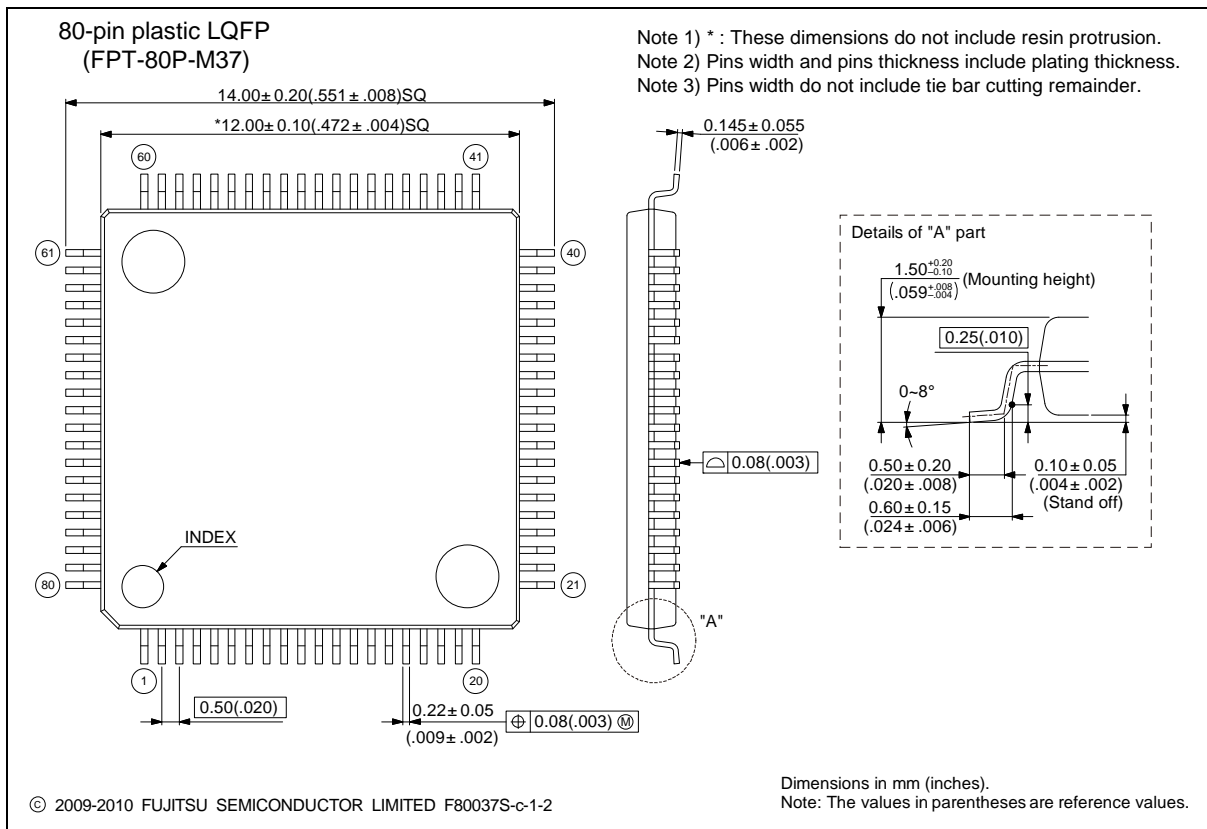 80-pin plastic LQFP
(FPT-80P-M37)
Note 1) * : These dimensions do not include resin protrusion.
Note 2) Pins width and pins thickness include plating thickness.
Note 3) Pins width do not include tie bar cutting remainder.
14.00±0.20(.551±.008)SQ
*12.00±0.10(.472±.004)SQ
60
41
61
40
80
21
INDEX
1
20
0.50(.020)
0.22±0.05
(.009±.002)
⌖ 0.08(.003) Ⓜ
0.145±0.055
(.006±.002)
⌓ 0.08(.003)
"A"
Details of "A" part
1.50 +0.20 –0.10
(.059 +.008 –.004)
(Mounting height)
0.25(.010)
0~8°
0.50±0.20
(.020±.008)
0.60±0.15
(.024±.006)
0.10±0.05
(.004±.002)
(Stand off)
© 2009-2010 FUJITSU SEMICONDUCTOR LIMITED F80037S-c-1-2
Dimensions in mm (inches).
Note: The values in parentheses are reference values.